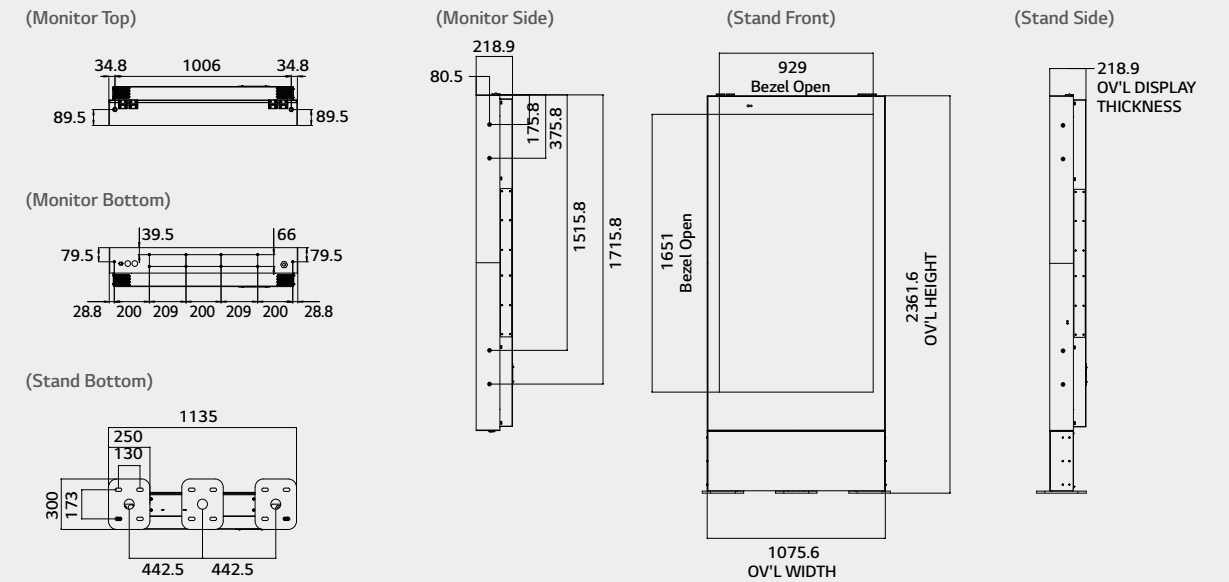 (Monitor Top)
34.8 1006 34.8
89.5 89.5
(Monitor Bottom)
39.5 66
79.5 79.5
28.8 200 209 200 209 200 28.8
(Stand Bottom)
1135
250
130
300
173
442.5 442.5
(Monitor Side)
218.9
80.5
175.8
375.8
1515.8
1715.8
(Stand Front)
929
Bezel Open
1651
Bezel Open
2361.6
OV'L HEIGHT
1075.6
OV'L WIDTH
(Stand Side)
218.9
OV'L DISPLAY
THICKNESS